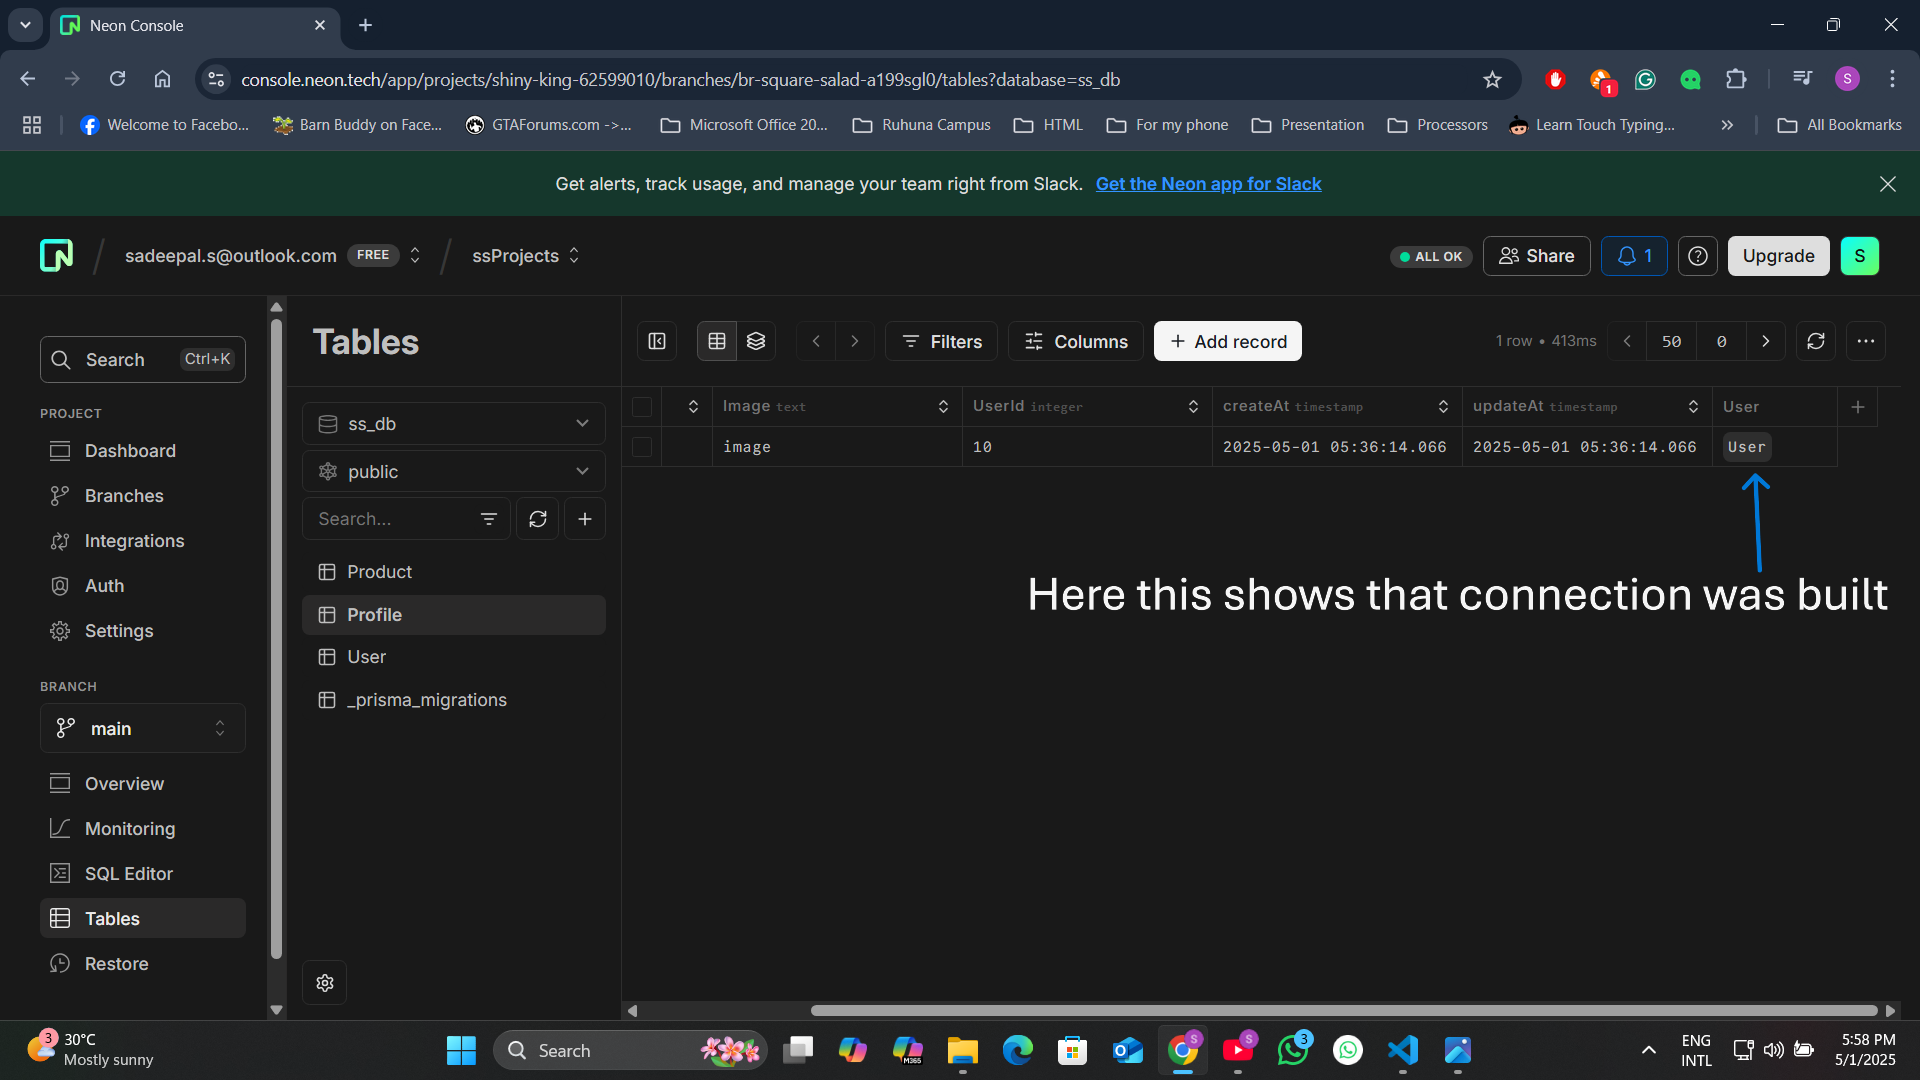 Neon Console
console.neon.tech/app/projects/shiny-king-62599010/branches/br-square-salad-a199sgl0/tables?database=ss_db
1
S
Welcome to Facebo...
Barn Buddy on Face...
GTAForums.com ->...
Microsoft Office 20...
Ruhuna Campus
HTML
For my phone
Presentation
Processors
Learn Touch Typing...
All Bookmarks
Get alerts, track usage, and manage your team right from Slack. Get the Neon app for Slack
sadeepal.s@outlook.com FREE
ssProjects
ALL OK
Share
1
Upgrade
S
Search Ctrl+K
PROJECT
Dashboard
Branches
Integrations
Auth
Settings
BRANCH
main
Overview
Monitoring
SQL Editor
Tables
Restore
Tables
ss_db
public
Search...
Product
Profile
User
_prisma_migrations
Filters
Columns
Add record
1 row • 413ms
50
0
Image text UserId integer createAt timestamp updateAt timestamp User
image 10 2025-05-01 05:36:14.066 2025-05-01 05:36:14.066 User
Here this shows that connection was built
3
30°C
Mostly sunny
Search
M365
S
S
3
ENG
INTL
5:58 PM
5/1/2025